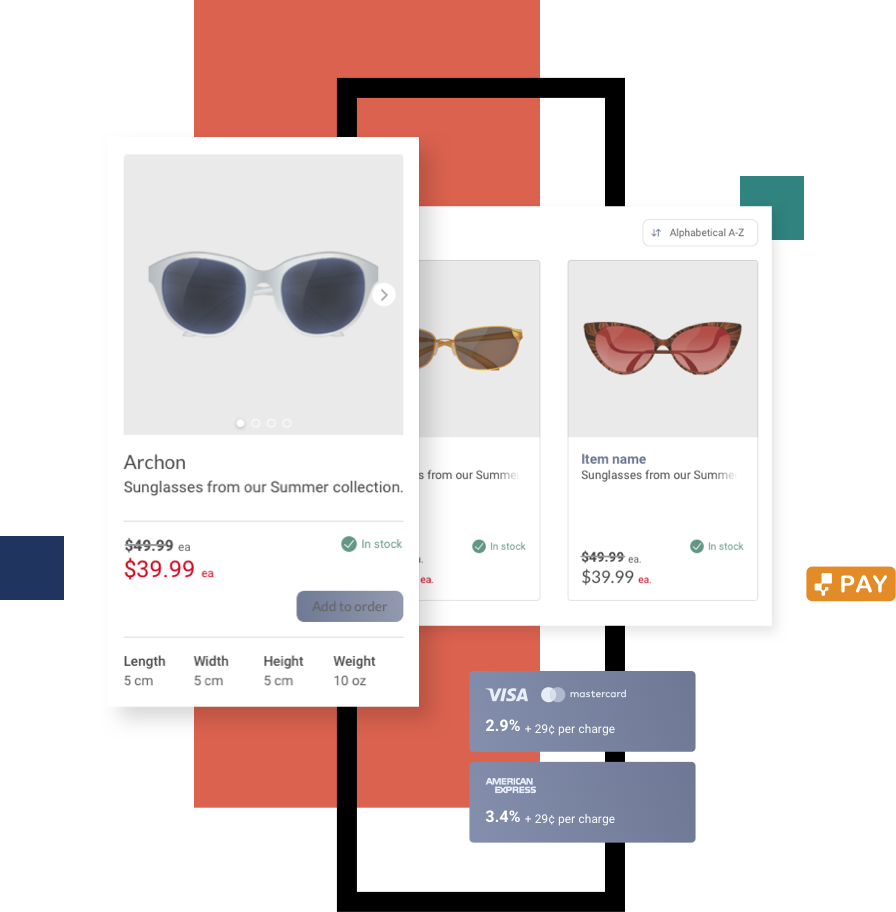 Alphabetical A-Z
Archon
Sunglasses from our Summer collection.
$49.99 ea
In stock
$39.99 ea
Add to order
Length Width Height Weight
5 cm 5 cm 5 cm 10 oz
from our Summe
In stock
ea.
Item name
Sunglasses from our Summe
In stock
$49.99 ea.
$39.99 ea.
PAY
VISA mastercard
2.9% + 29¢ per charge
AMERICAN
EXPRESS
3.4% + 29¢ per charge